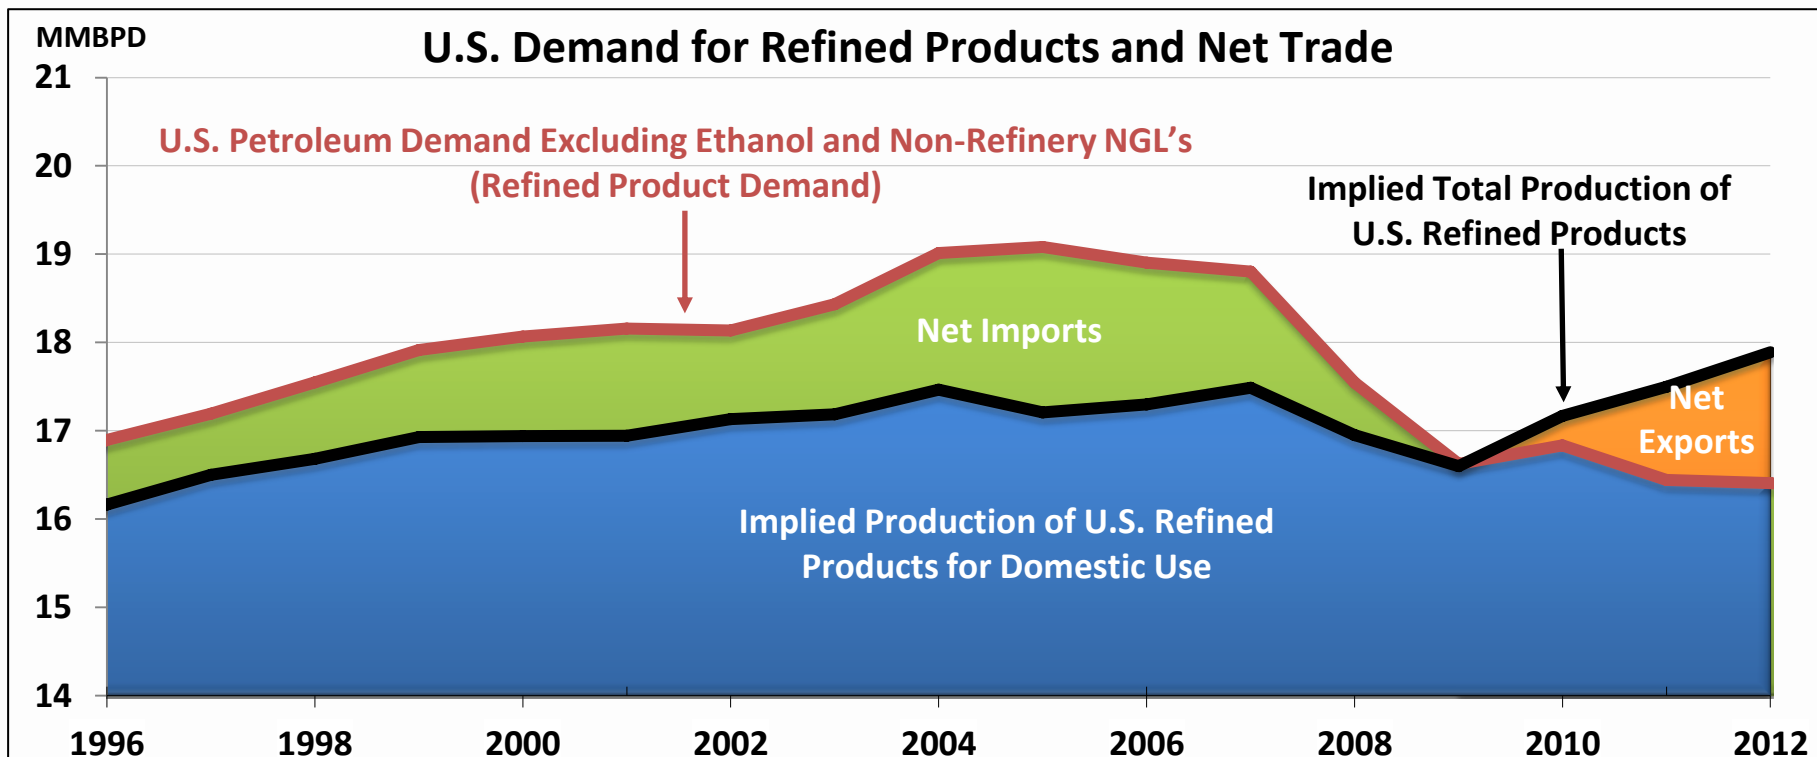 MMBPD
U.S. Demand for Refined Products and Net Trade
21
20
19
18
17
16
15
14
U.S. Petroleum Demand Excluding Ethanol and Non-Refinery NGL’s
(Refined Product Demand)
Implied Total Production of
U.S. Refined Products
Net Imports
Net
Exports
Implied Production of U.S. Refined
Products for Domestic Use
1996
1998
2000
2002
2004
2006
2008
2010
2012